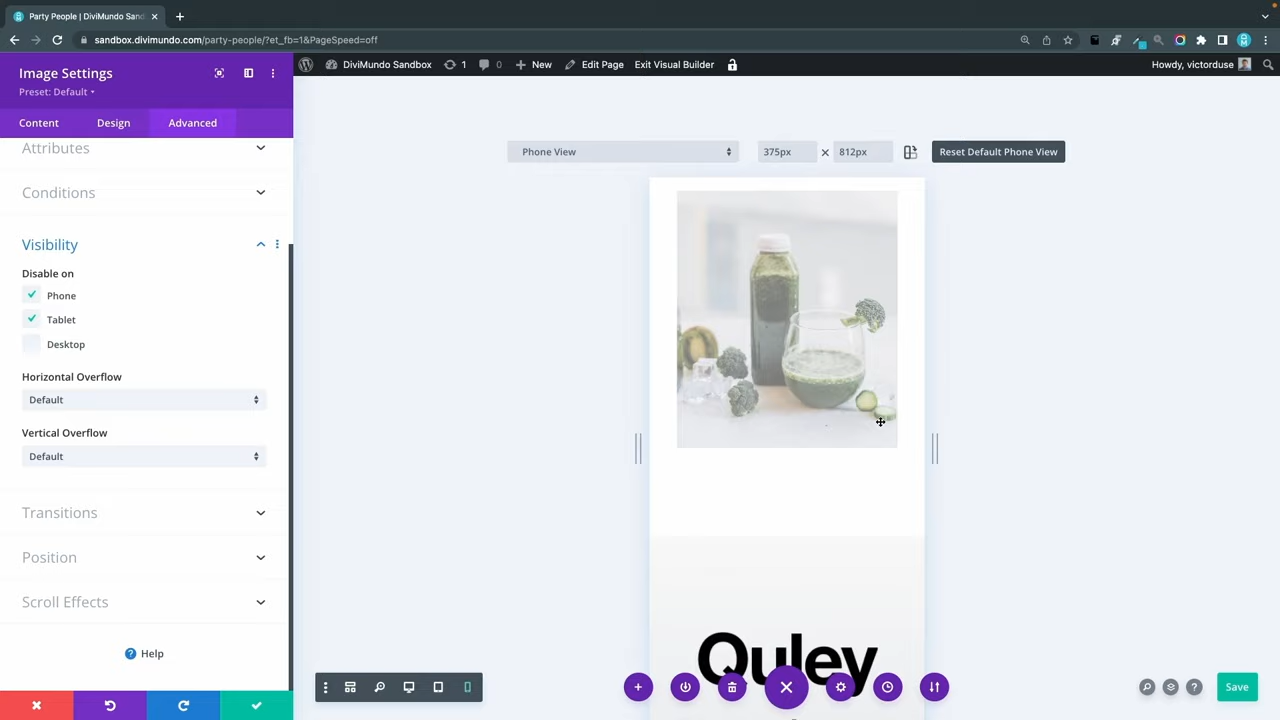 Party People | DiviMundo Sand
sandbox.divimundo.com/party-people/?et_fb=1&PageSpeed=off
DiviMundo Sandbox
1
0
New
Edit Page
Exit Visual Builder
Howdy, victorduse
Image Settings
Preset: Default
Content
Design
Advanced
Attributes
Conditions
Visibility
Disable on
Phone
Tablet
Desktop
Horizontal Overflow
Default
Vertical Overflow
Default
Transitions
Position
Scroll Effects
Help
Phone View
375px
812px
Reset Default Phone View
Quley
Save